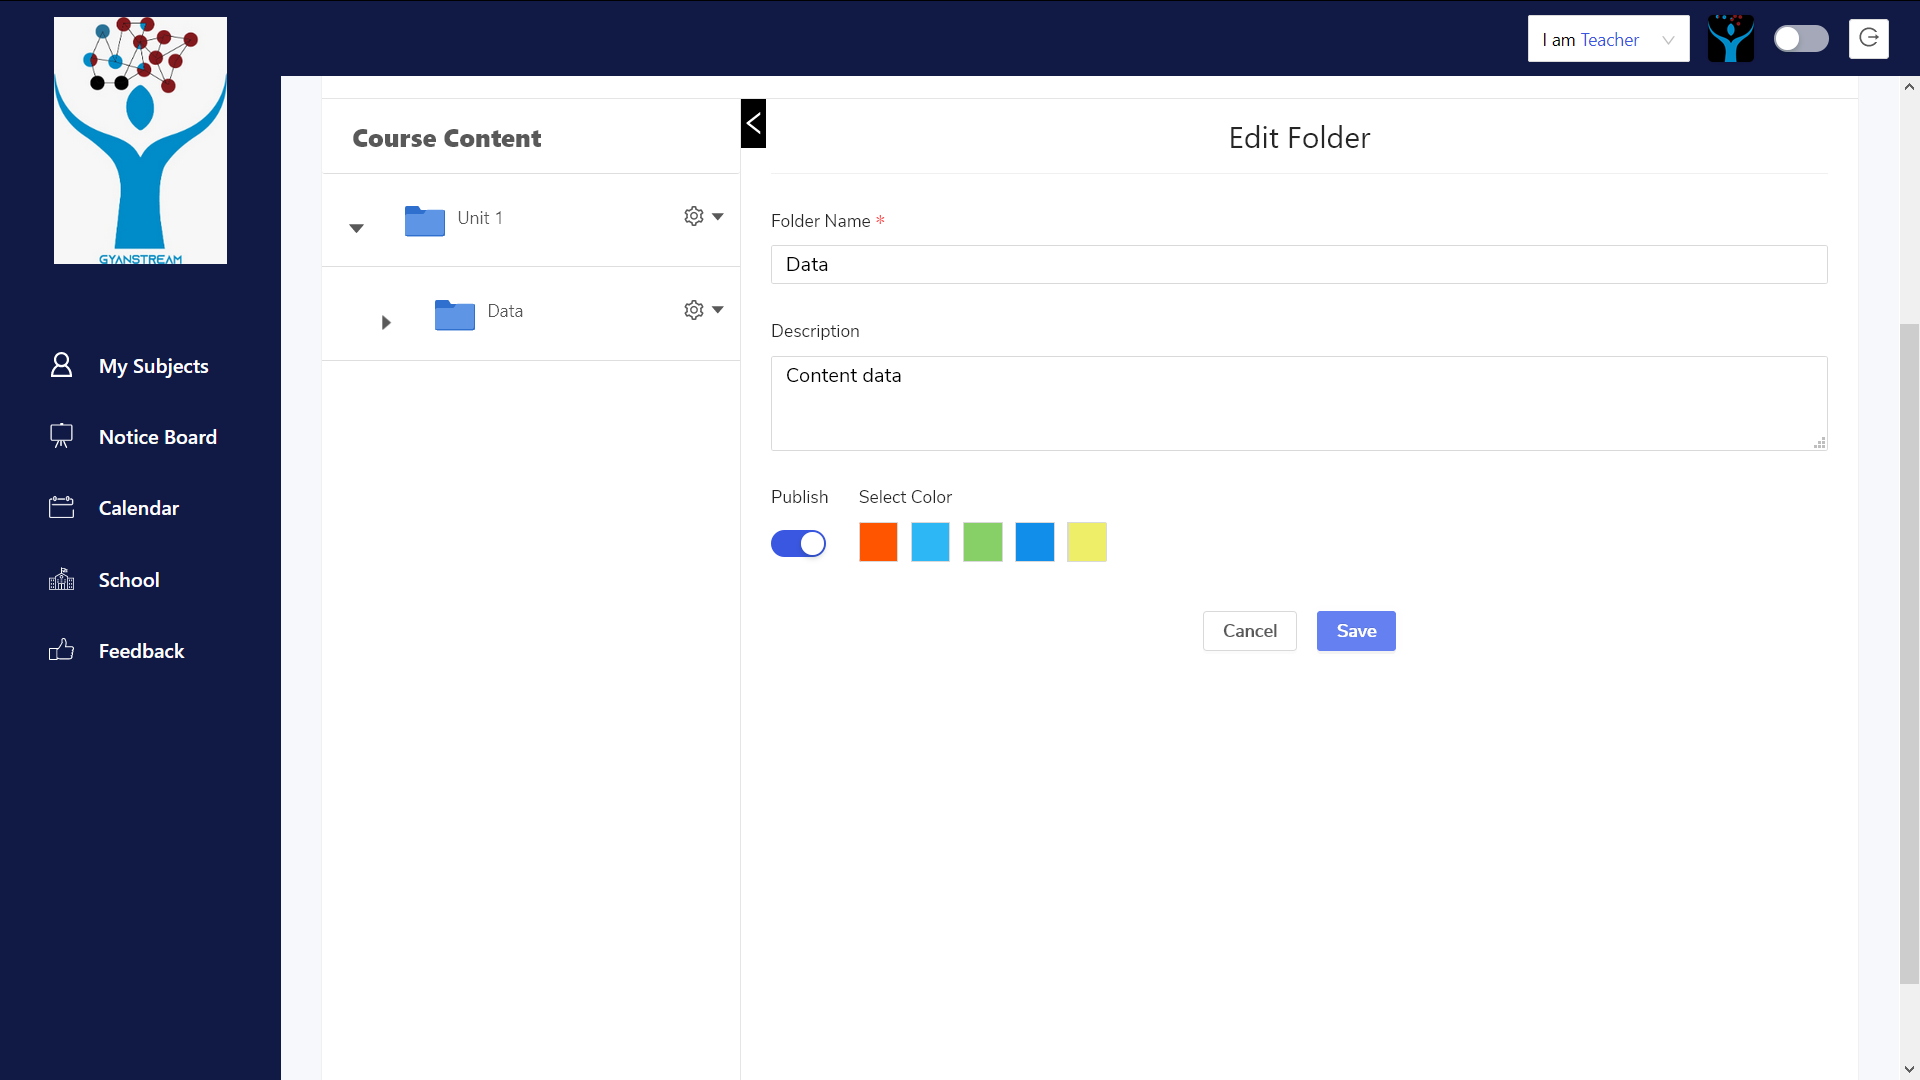 GYANSTREAM
I am Teacher
My Subjects
Notice Board
Calendar
School
Feedback
Course Content
Unit 1
Data
Edit Folder
Folder Name *
Data
Description
Content data
Publish Select Color
Cancel Save